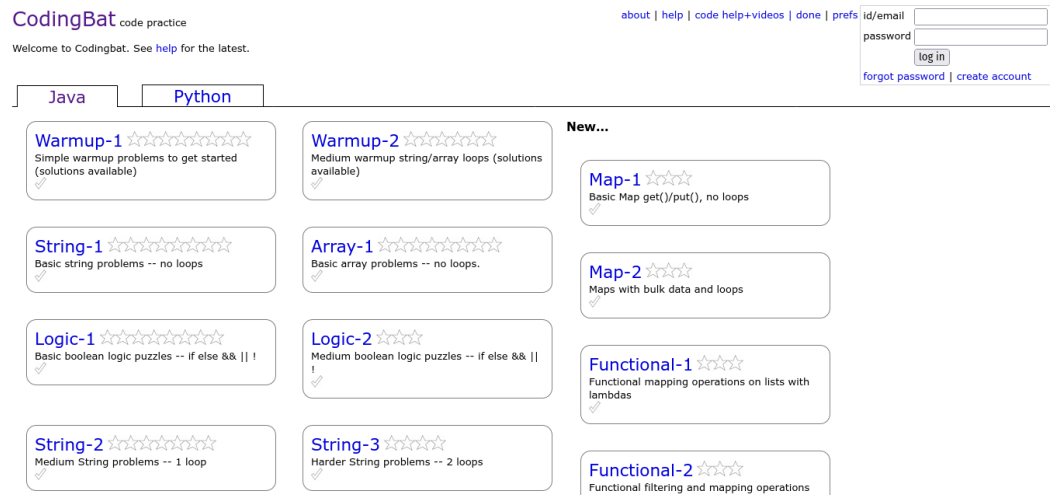 CodingBat code practice
about | help | code help+videos | done | prefs
id/email
password
log in
forgot password | create account
Welcome to Codingbat. See help for the latest.
Java
Python
Warmup-1
Simple warmup problems to get started
(solutions available)
Warmup-2
Medium warmup string/array loops (solutions
available)
String-1
Basic string problems -- no loops
Array-1
Basic array problems -- no loops.
Logic-1
Basic boolean logic puzzles -- if else && || !
Logic-2
Medium boolean logic puzzles -- if else && ||
!
String-2
Medium String problems -- 1 loop
String-3
Harder String problems -- 2 loops
New...
Map-1
Basic Map get()/put(), no loops
Map-2
Maps with bulk data and loops
Functional-1
Functional mapping operations on lists with
lambdas
Functional-2
Functional filtering and mapping operations